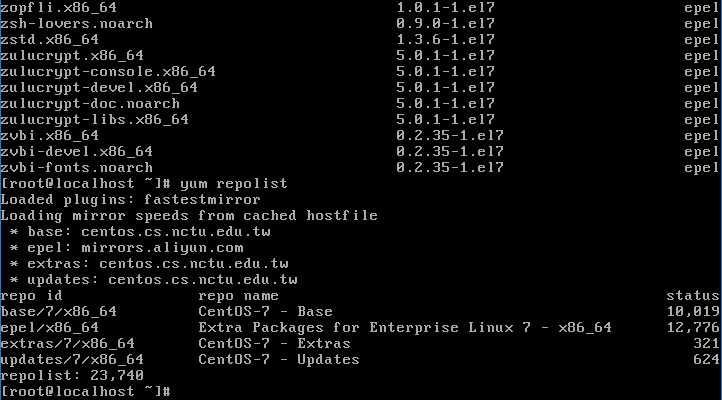 zopfli.x86_64 1.0.1-1.el7 epel
zsh-lovers.noarch 0.9.0-1.el7 epel
zstd.x86_64 1.3.6-1.el7 epel
zulucrypt.x86_64 5.0.1-1.el7 epel
zulucrypt-console.x86_64 5.0.1-1.el7 epel
zulucrypt-devel.x86_64 5.0.1-1.el7 epel
zulucrypt-doc.noarch 5.0.1-1.el7 epel
zulucrypt-libs.x86_64 5.0.1-1.el7 epel
zvbi.x86_64 0.2.35-1.el7 epel
zvbi-devel.x86_64 0.2.35-1.el7 epel
zvbi-fonts.noarch 0.2.35-1.el7 epel
[root@localhost ~]# yum repolist
Loaded plugins: fastestmirror
Loading mirror speeds from cached hostfile
 * base: centos.cs.nctu.edu.tw
 * epel: mirrors.aliyun.com
 * extras: centos.cs.nctu.edu.tw
 * updates: centos.cs.nctu.edu.tw
repo id repo name status
base/7/x86_64 CentOS-7 - Base 10,019
epel/x86_64 Extra Packages for Enterprise Linux 7 - x86_64 12,776
extras/7/x86_64 CentOS-7 - Extras 321
updates/7/x86_64 CentOS-7 - Updates 624
repolist: 23,740
[root@localhost ~]#